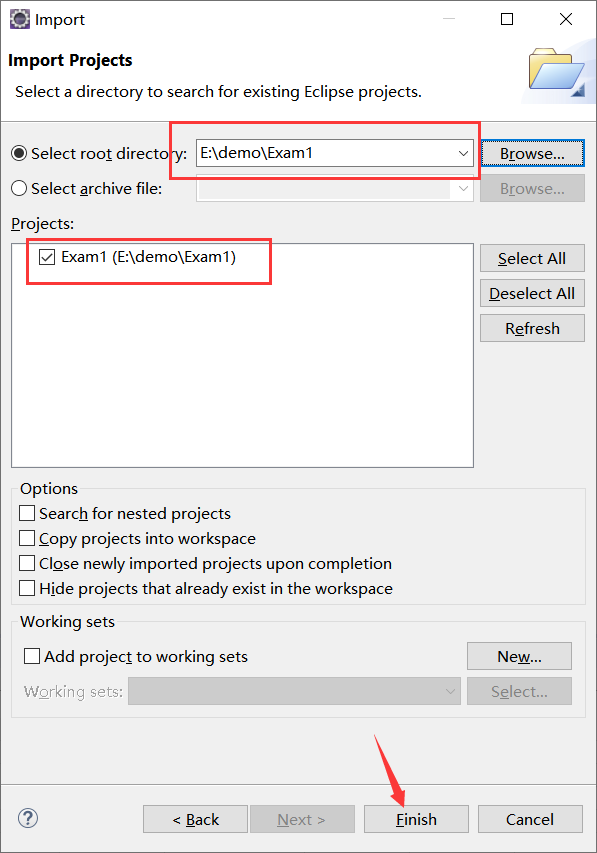 Import
Import Projects
Select a directory to search for existing Eclipse projects.
Select root directory: E:\demo\Exam1 Browse...
Select archive file: Browse...
Projects:
Exam1 (E:\demo\Exam1)
Select All
Deselect All
Refresh
Options
Search for nested projects
Copy projects into workspace
Close newly imported projects upon completion
Hide projects that already exist in the workspace
Working sets
Add project to working sets New...
Working sets: Select...
? < Back Next > Finish Cancel